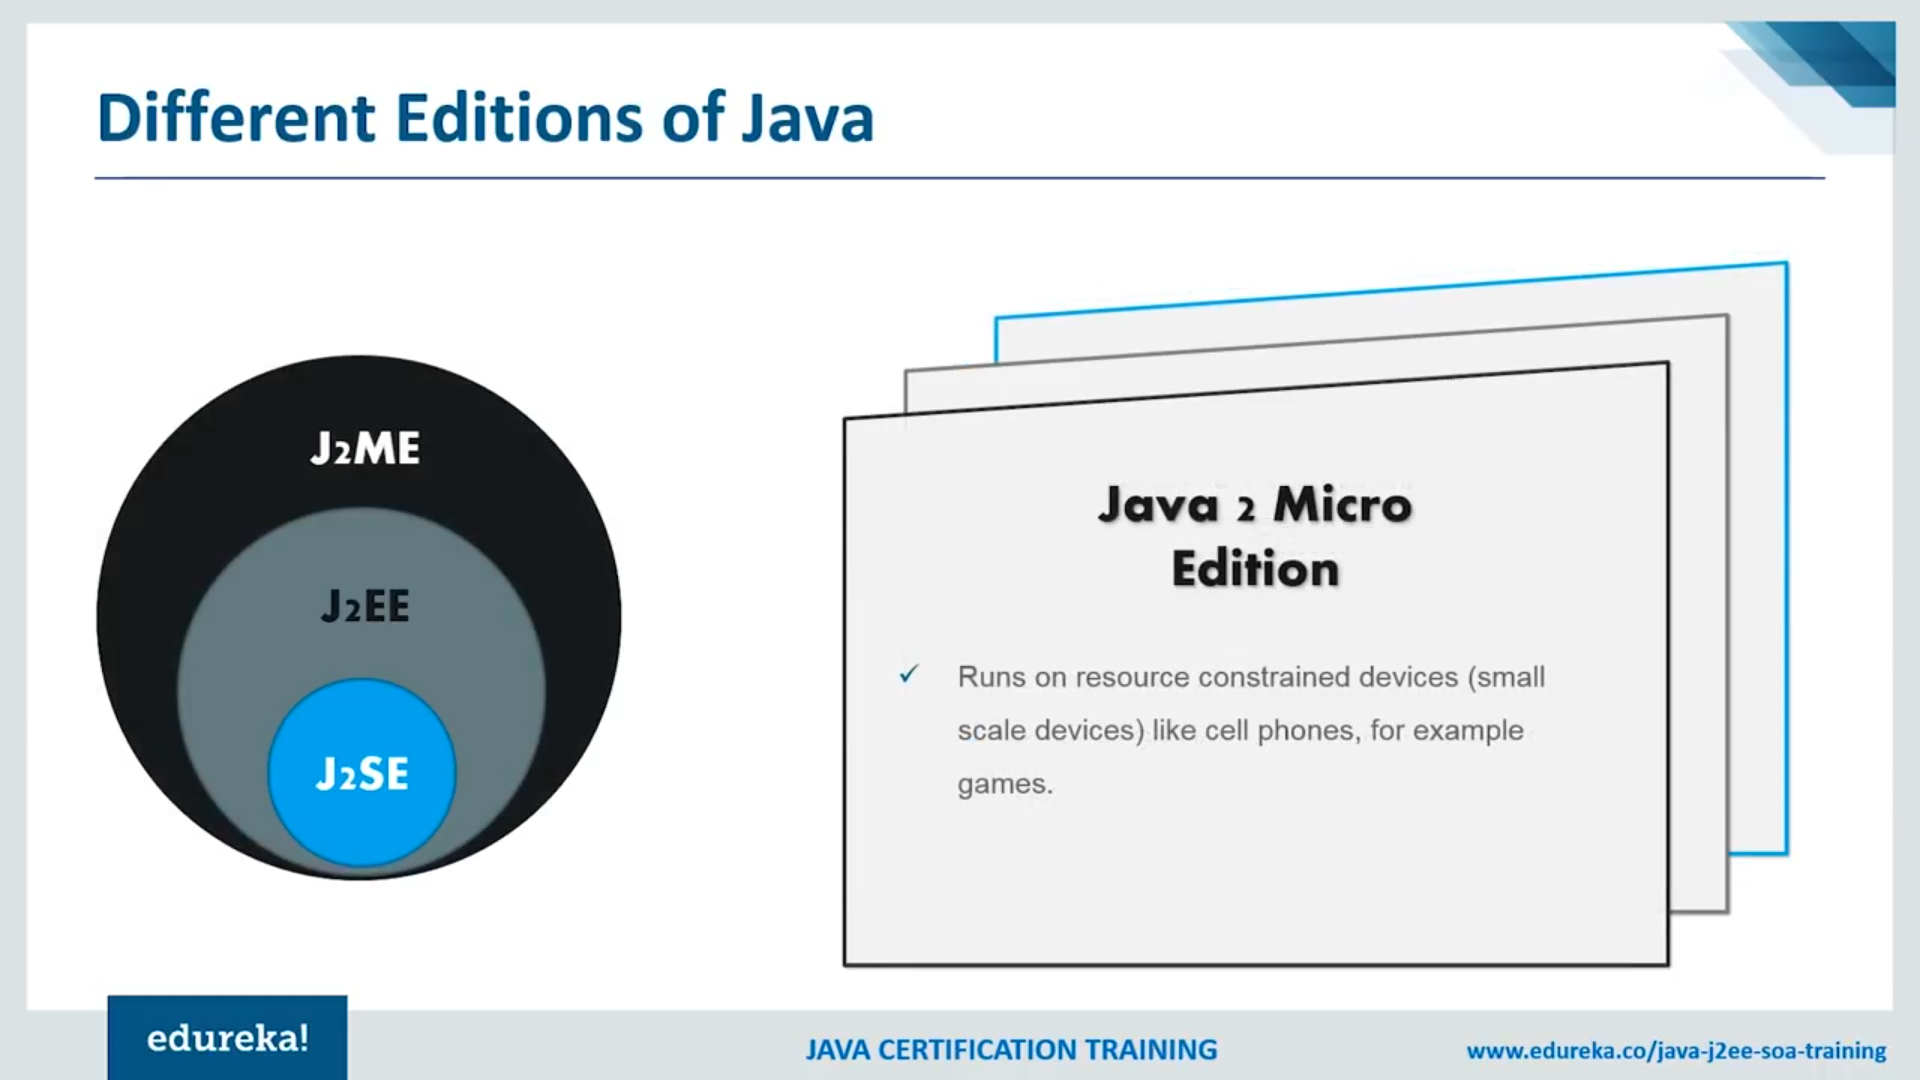 Different Editions of Java
J2ME
J2EE
J2SE
Java 2 Micro
Edition
✓ Runs on resource constrained devices (small
scale devices) like cell phones, for example
games.
edureka!
JAVA CERTIFICATION TRAINING
www.edureka.co/java-j2ee-soa-training